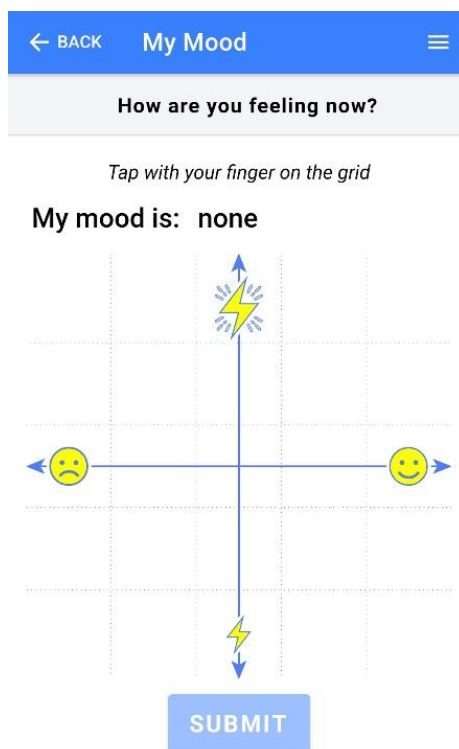 ← BACK My Mood
How are you feeling now?
Tap with your finger on the grid
My mood is: none
SUBMIT